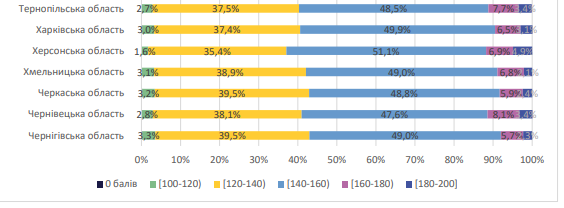 Тернопільська область 2,7% 37,5% 48,5% 7,7%
Харківська область 3,0% 37,4% 49,9% 6,5%
Херсонська область 1,6% 35,4% 51,1% 6,9%
Хмельницька область 3,1% 38,9% 49,0% 6,8%
Черкаська область 3,2% 39,5% 48,8% 5,9%
Чернівецька область 2,8% 38,1% 47,6% 8,1%
Чернігівська область 3,3% 39,5% 49,0% 5,7%
0% 10% 20% 30% 40% 50% 60% 70% 80% 90% 100%
0 балів [100-120) [120-140) [140-160) [160-180) [180-200]